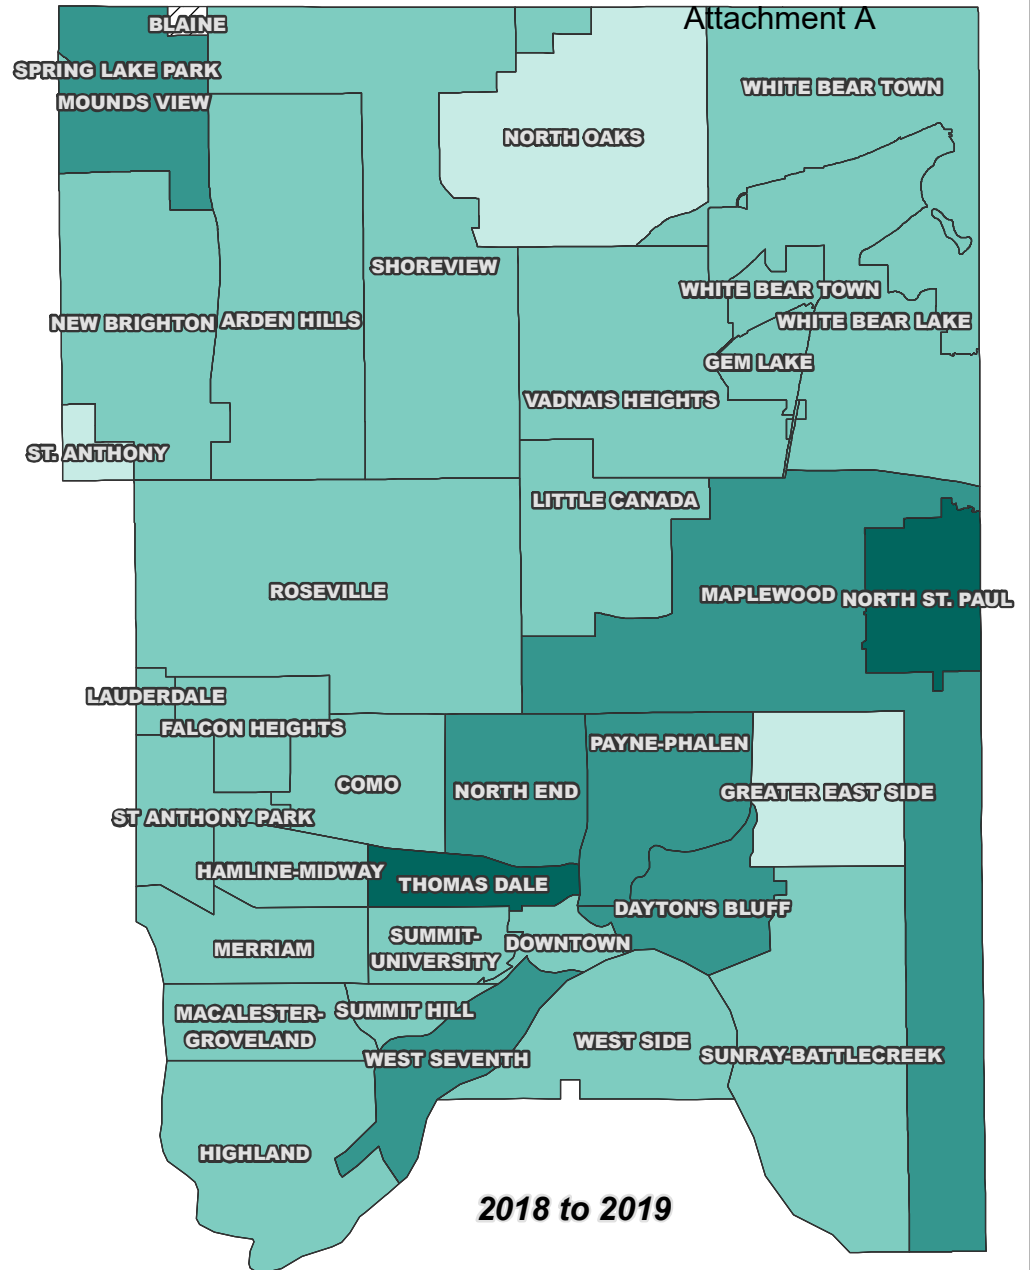 Attachment A
BLAINE
SPRING LAKE PARK
MOUNDS VIEW
WHITE BEAR TOWN
NORTH OAKS
SHOREVIEW
WHITE BEAR TOWN
NEW BRIGHTON
ARDEN HILLS
WHITE BEAR LAKE
GEM LAKE
VADNAIS HEIGHTS
ST. ANTHONY
LITTLE CANADA
ROSEVILLE
MAPLEWOOD
NORTH ST. PAUL
LAUDERDALE
FALCON HEIGHTS
PAYNE-PHALEN
COMO
NORTH END
GREATER EAST SIDE
ST ANTHONY PARK
HAMLINE-MIDWAY
THOMAS DALE
DAYTON'S BLUFF
MERRIAM
SUMMIT-
UNIVERSITY
DOWNTOWN
MACALESTER-
GROVELAND
SUMMIT HILL
WEST SEVENTH
WEST SIDE
SUNRAY-BATTLECREEK
HIGHLAND
2018 to 2019